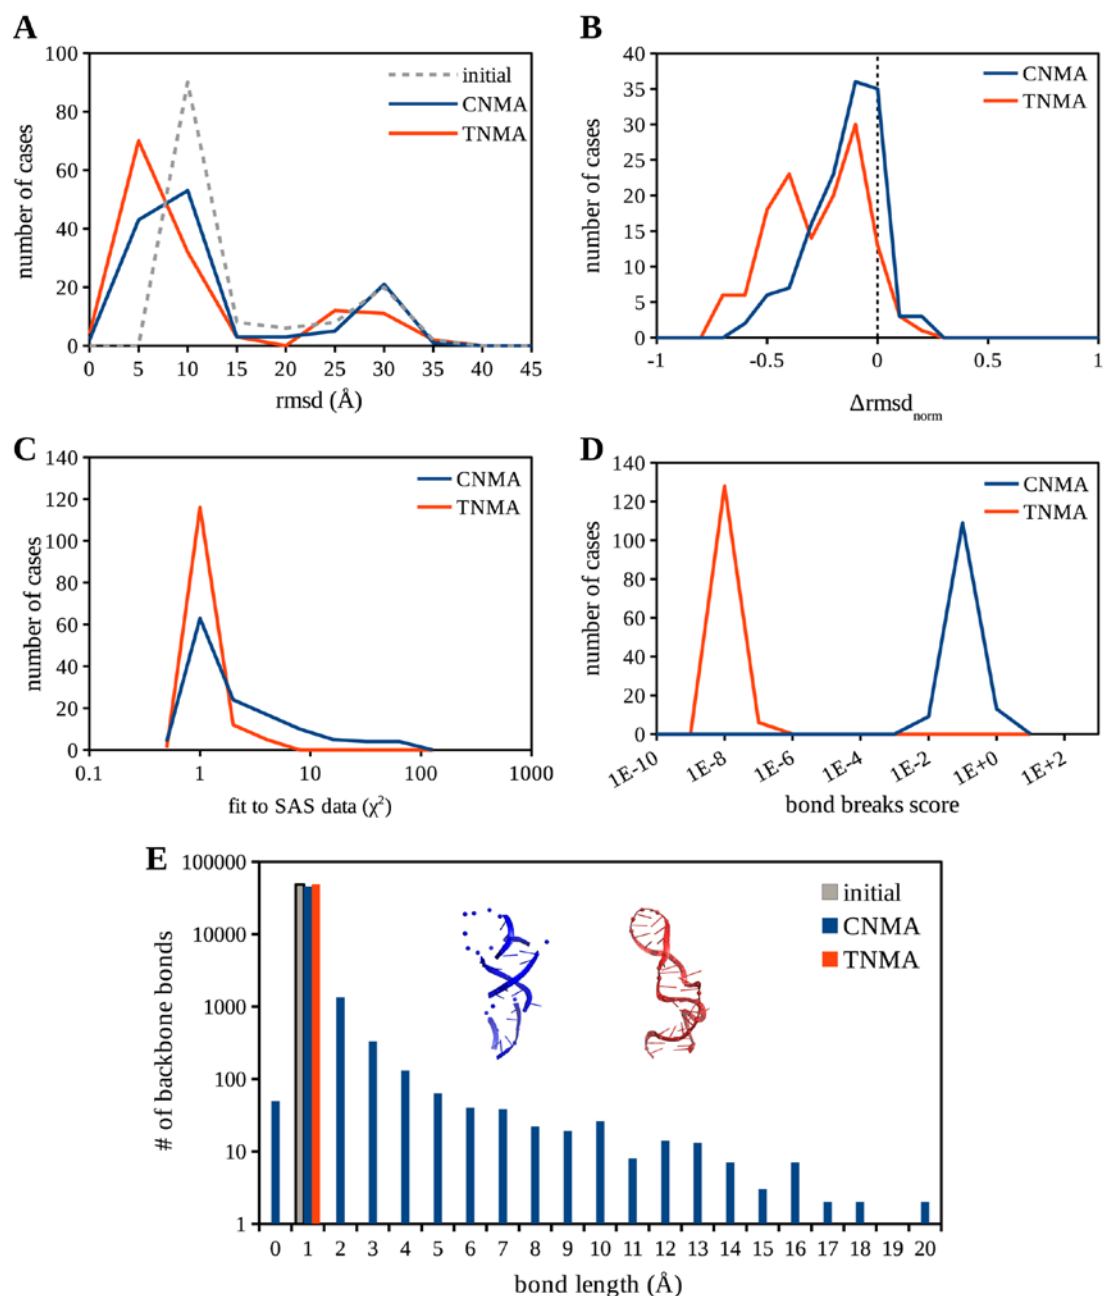 A
100
80
60
40
20
0
number of cases
initial
CNMA
TNMA
0 5 10 15 20 25 30 35 40 45
rmsd (Å)
B
40
35
30
25
20
15
10
5
0
number of cases
CNMA
TNMA
-1 -0.5 0 0.5 1
Δrmsd_norm
C
140
120
100
80
60
40
20
0
number of cases
CNMA
TNMA
0.1 1 10 100 1000
fit to SAS data (χ²)
D
140
120
100
80
60
40
20
0
number of cases
CNMA
TNMA
1E-10 1E-8 1E-6 1E-4 1E-2 1E+0 1E+2
bond breaks score
E
100000
10000
1000
100
10
1
# of backbone bonds
initial
CNMA
TNMA
0 1 2 3 4 5 6 7 8 9 10 11 12 13 14 15 16 17 18 19 20
bond length (Å)